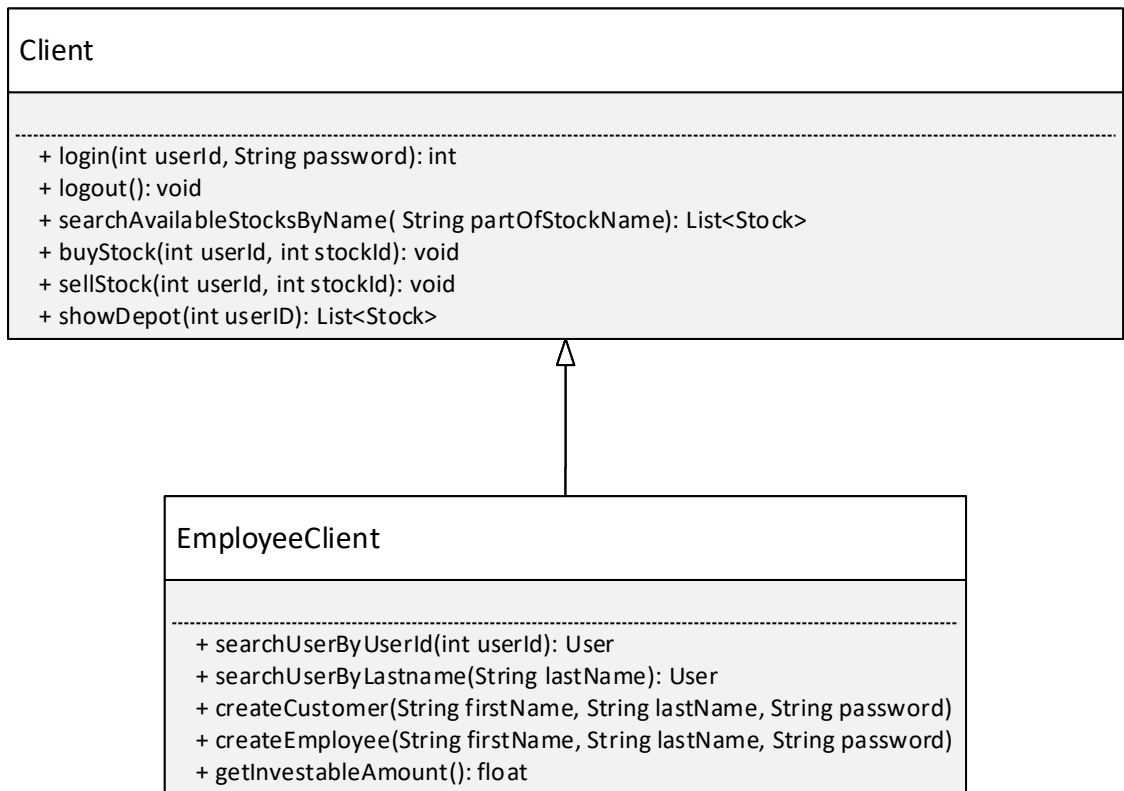 Client
+ login(int userId, String password): int
+ logout(): void
+ searchAvailableStocksByName( String partOfStockName): List<Stock>
+ buyStock(int userId, int stockId): void
+ sellStock(int userId, int stockId): void
+ showDepot(int userID): List<Stock>
EmployeeClient
+ searchUserByUserId(int userId): User
+ searchUserByLastname(String lastName): User
+ createCustomer(String firstName, String lastName, String password)
+ createEmployee(String firstName, String lastName, String password)
+ getInvestableAmount(): float